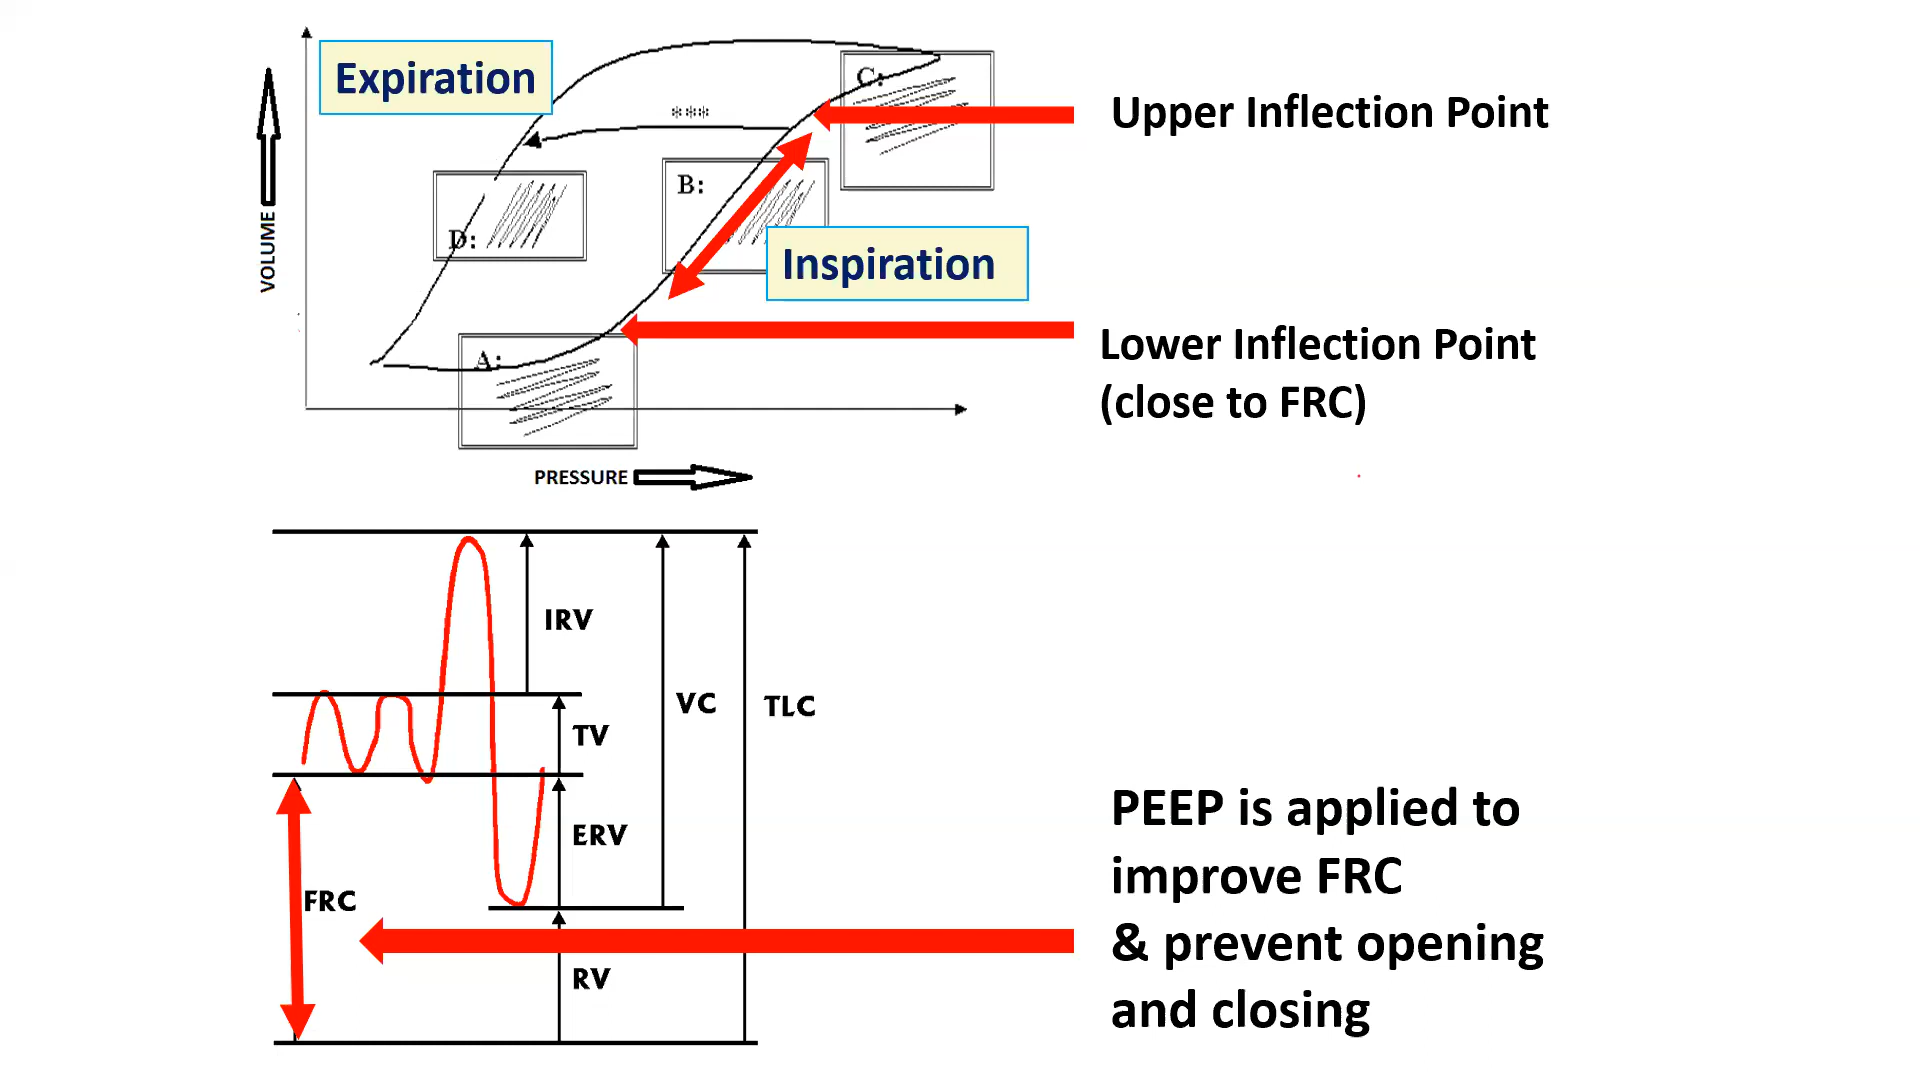 Expiration
***
C:
Upper Inflection Point
B:
D:
VOLUME
Inspiration
Lower Inflection Point
(close to FRC)
A:
PRESSURE
IRV
VC
TLC
TV
ERV
FRC
RV
PEEP is applied to
improve FRC
& prevent opening
and closing